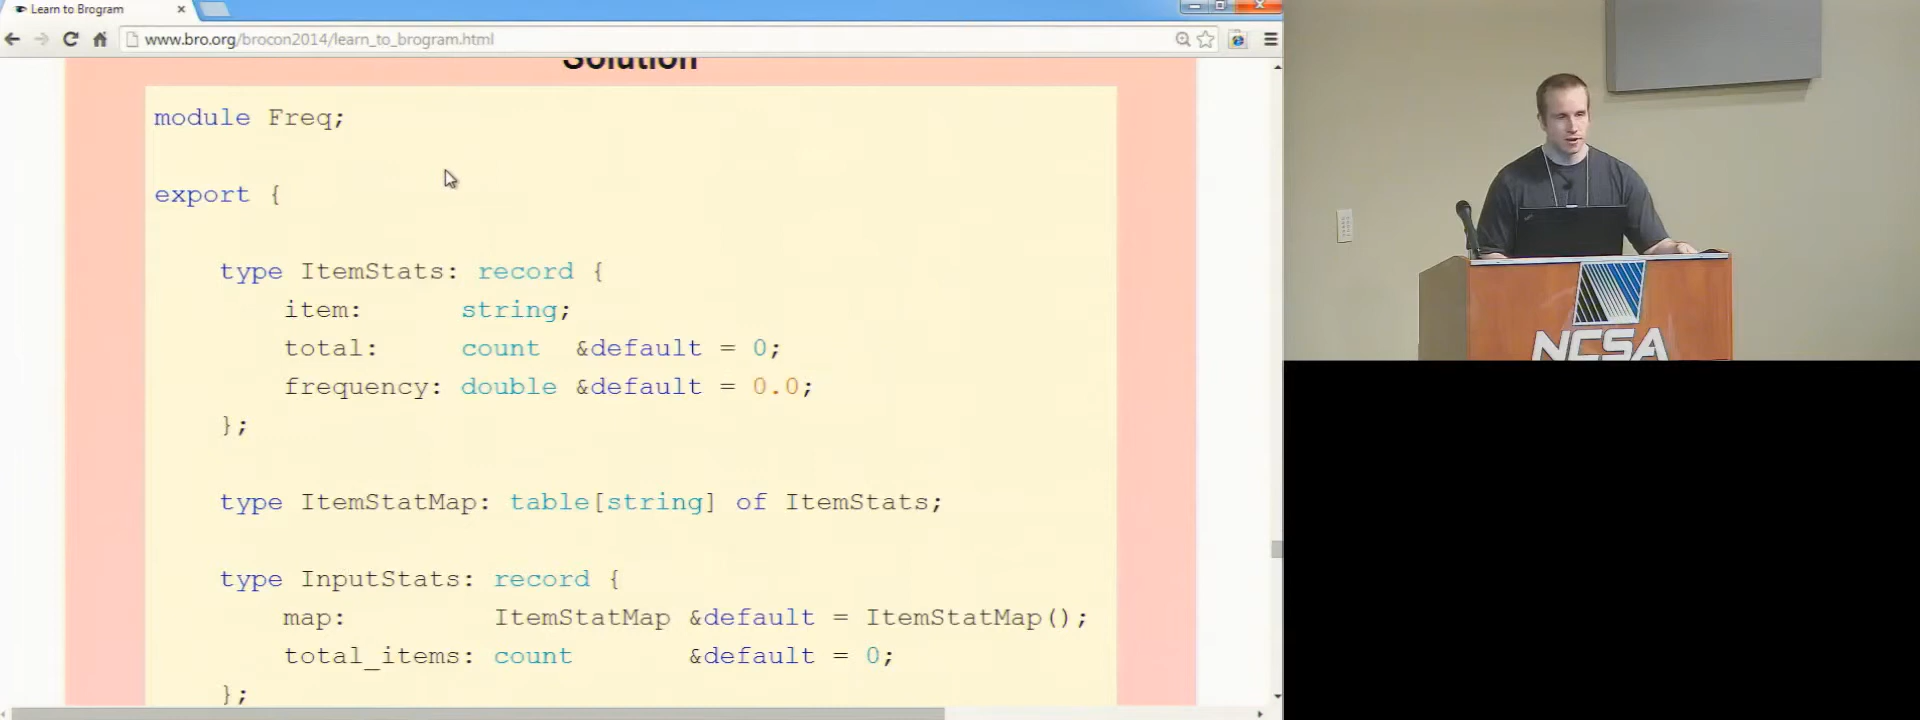 Learn to Brogram
www.bro.org/brocon2014/learn_to_brogram.html
Solution
module Freq;
export {
type ItemStats: record {
item: string;
total: count &default = 0;
frequency: double &default = 0.0;
};
type ItemStatMap: table[string] of ItemStats;
type InputStats: record {
map: ItemStatMap &default = ItemStatMap();
total_items: count &default = 0;
};
NCSA